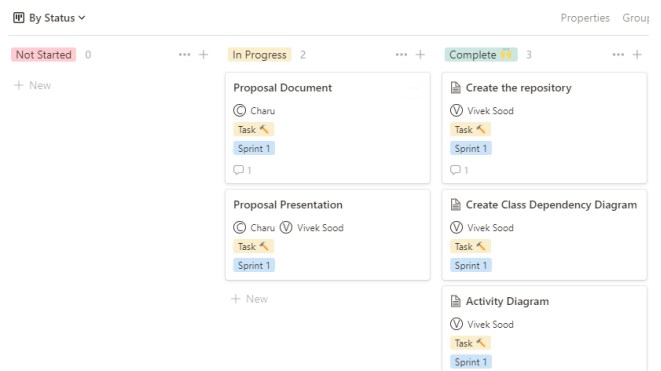 By Status
Properties Group
Not Started 0
+ New
In Progress 2
Proposal Document
C Charu
Task 🔨
Sprint 1
1
Proposal Presentation
C Charu V Vivek Sood
Task 🔨
Sprint 1
+ New
Complete 🙌 3
Create the repository
V Vivek Sood
Task 🔨
Sprint 1
1
Create Class Dependency Diagram
V Vivek Sood
Task 🔨
Sprint 1
Activity Diagram
V Vivek Sood
Task 🔨
Sprint 1